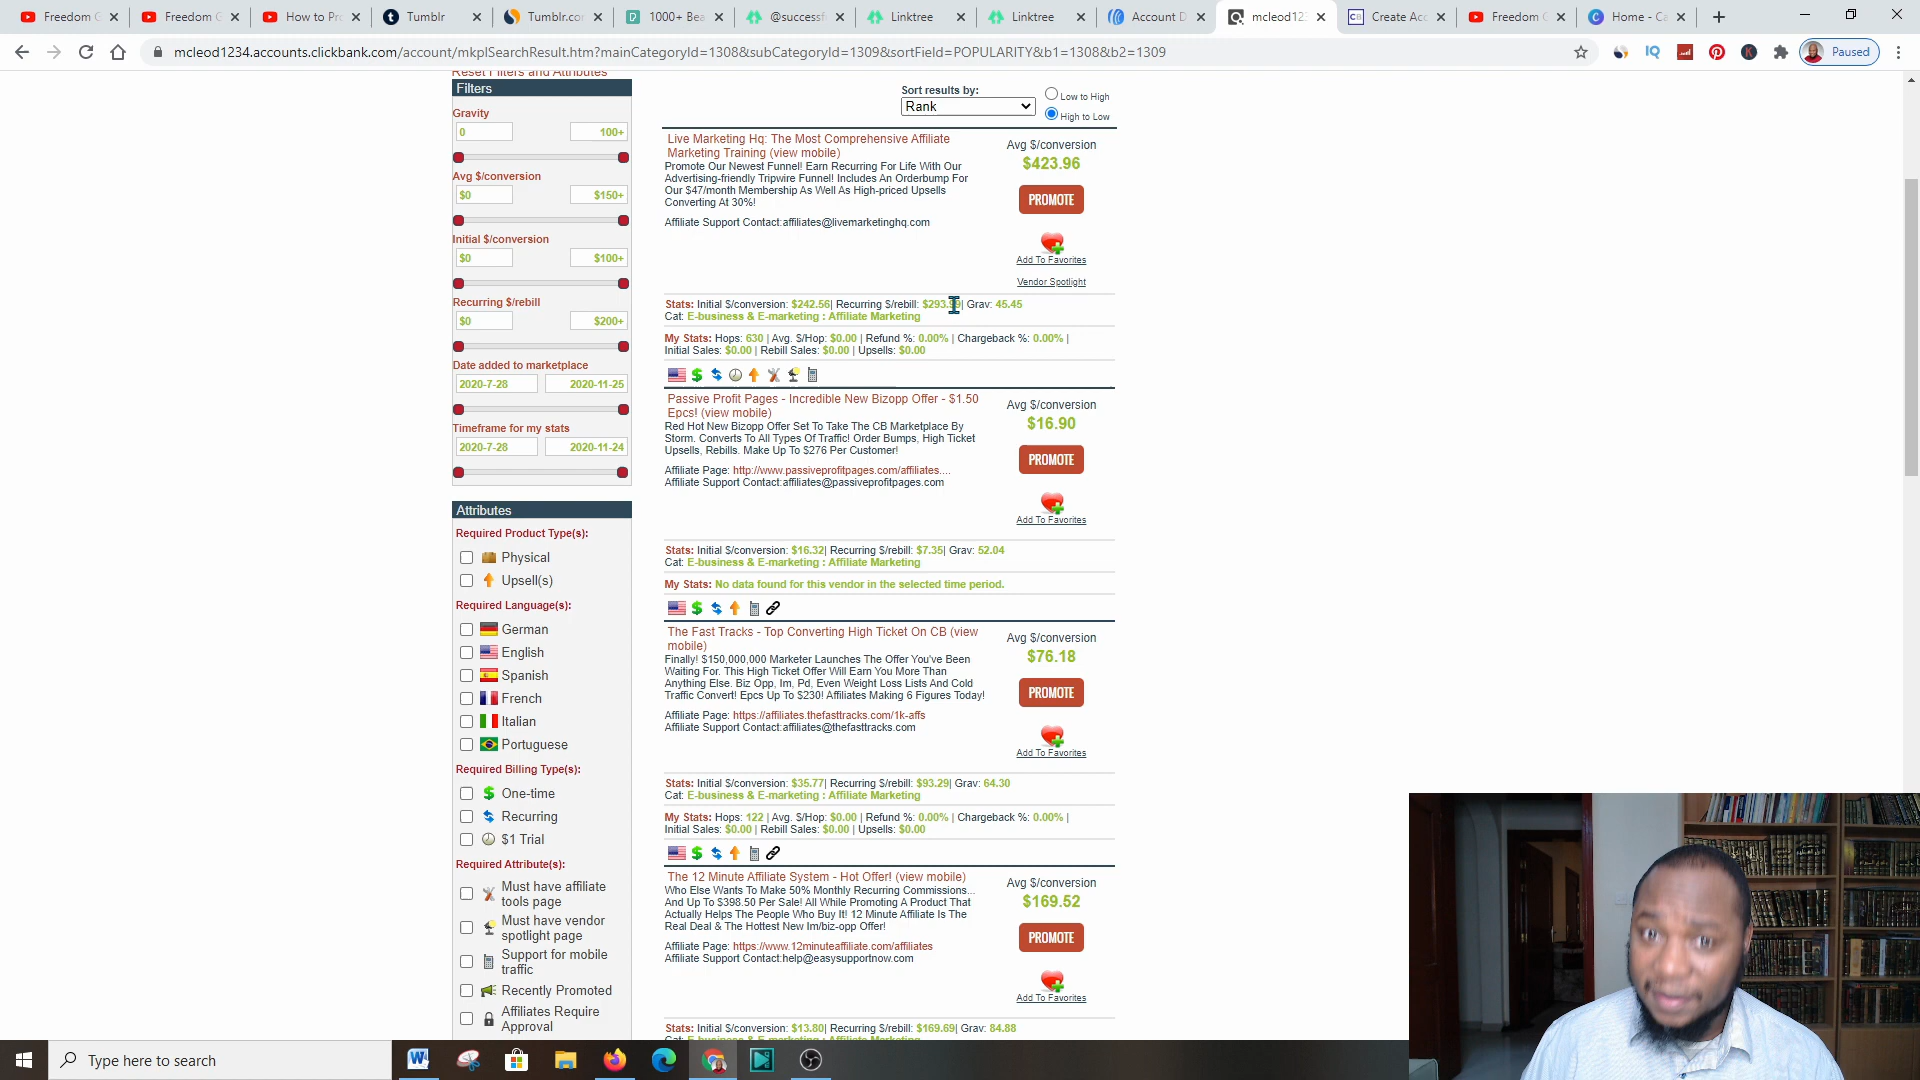 Freedom G
Freedom G
How to Pr
Tumblr
Tumblr.co
1000+ Bea
@successf
Linktree
Linktree
Account D
mcleod123
Create Acc
Freedom G
Home - Ca
mcleod1234.accounts.clickbank.com/account/mkplSearchResult.htm?mainCategoryId=1308&subCategoryId=1309&sortField=POPULARITY&b1=1308&b2=1309
Paused
Reset Filters and Attributes
Filters
Gravity
0 100+
Avg $/conversion
$0 $150+
Initial $/conversion
$0 $100+
Recurring $/rebill
$0 $200+
Date added to marketplace
2020-7-28 2020-11-25
Timeframe for my stats
2020-7-28 2020-11-24
Attributes
Required Product Type(s):
Physical
Upsell(s)
Required Language(s):
German
English
Spanish
French
Italian
Portuguese
Required Billing Type(s):
One-time
Recurring
$1 Trial
Required Attribute(s):
Must have affiliate
tools page
Must have vendor
spotlight page
Support for mobile
traffic
Recently Promoted
Affiliates Require
Approval
Sort results by:
Rank
Low to High
High to Low
Live Marketing Hq: The Most Comprehensive Affiliate
Marketing Training (view mobile)
Promote Our Newest Funnel! Earn Recurring For Life With Our
Advertising-friendly Tripwire Funnel! Includes An Orderbump For
Our $47/month Membership As Well As High-priced Upsells
Converting At 30%!
Affiliate Support Contact:affiliates@livemarketinghq.com
Avg $/conversion
$423.96
PROMOTE
Add To Favorites
Vendor Spotlight
Stats: Initial $/conversion: $242.56| Recurring $/rebill: | Grav: 45.45
Cat: E-business & E-marketing : Affiliate Marketing
My Stats: Hops: 630 | Avg. $/Hop: $0.00 | Refund %: 0.00% | Chargeback %: 0.00% |
Initial Sales: $0.00 | Rebill Sales: $0.00 | Upsells: $0.00
Passive Profit Pages - Incredible New Bizopp Offer - $1.50
Epcs! (view mobile)
Red Hot New Bizopp Offer Set To Take The CB Marketplace By
Storm. Converts To All Types Of Traffic! Order Bumps, High Ticket
Upsells, Rebills. Make Up To $276 Per Customer!
Affiliate Page: http://www.passiveprofitpages.com/affiliates....
Affiliate Support Contact:affiliates@passiveprofitpages.com
Avg $/conversion
$16.90
PROMOTE
Add To Favorites
Stats: Initial $/conversion: $16.32| Recurring $/rebill: $7.35| Grav: 52.04
Cat: E-business & E-marketing : Affiliate Marketing
My Stats: No data found for this vendor in the selected time period.
The Fast Tracks - Top Converting High Ticket On CB (view
mobile)
Finally! $150,000,000 Marketer Launches The Offer You've Been
Waiting For. This High Ticket Offer Will Earn You More Than
Anything Else. Biz Opp, Im, Pd, Even Weight Loss Lists And Cold
Traffic Convert! Epcs Up To $230! Affiliates Making 6 Figures Today!
Affiliate Page: https://affiliates.thefasttracks.com/1k-affs
Affiliate Support Contact:affiliates@thefasttracks.com
Avg $/conversion
$76.18
PROMOTE
Add To Favorites
Stats: Initial $/conversion: $35.77| Recurring $/rebill: $93.29| Grav: 64.30
Cat: E-business & E-marketing : Affiliate Marketing
My Stats: Hops: 122 | Avg. $/Hop: $0.00 | Refund %: 0.00% | Chargeback %: 0.00% |
Initial Sales: $0.00 | Rebill Sales: $0.00 | Upsells: $0.00
The 12 Minute Affiliate System - Hot Offer! (view mobile)
Who Else Wants To Make 50% Monthly Recurring Commissions...
And Up To $398.50 Per Sale! All While Promoting A Product That
Actually Helps The People Who Buy It! 12 Minute Affiliate Is The
Real Deal & The Hottest New Im/biz-opp Offer!
Affiliate Page: https://www.12minuteaffiliate.com/affiliates
Affiliate Support Contact:help@easysupportnow.com
Avg $/conversion
$169.52
PROMOTE
Add To Favorites
Stats: Initial $/conversion: $13.80| Recurring $/rebill: $169.69| Grav: 84.88
Type here to search